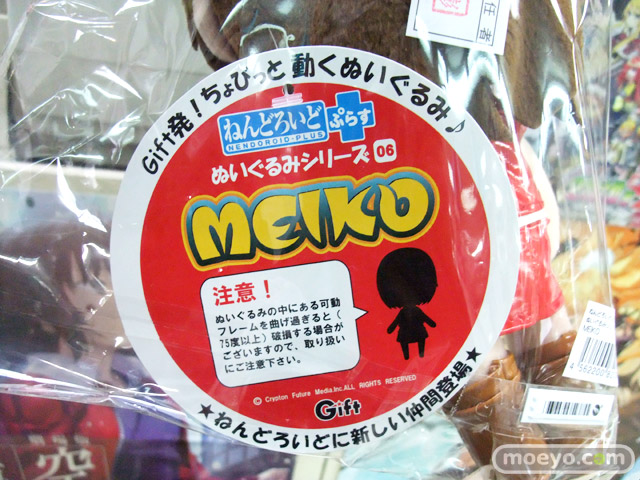 任者
Gift発！ちょびっと動くぬいぐるみ♪
ねんどろいど
ぷらす
NENDOROID PLUS
ぬいぐるみシリーズ 06
MEIKO
注意！
ぬいぐるみの中にある可動
フレームを曲げ過ぎると（
75度以上）破損する場合が
ございますので、取り扱い
にご注意下さい。
© Crypton Future Media,Inc.ALL RIGHTS RESERVED
Gift
★ねんどろいどに新しい仲間登場★
MEIKO
空
moeyo.com